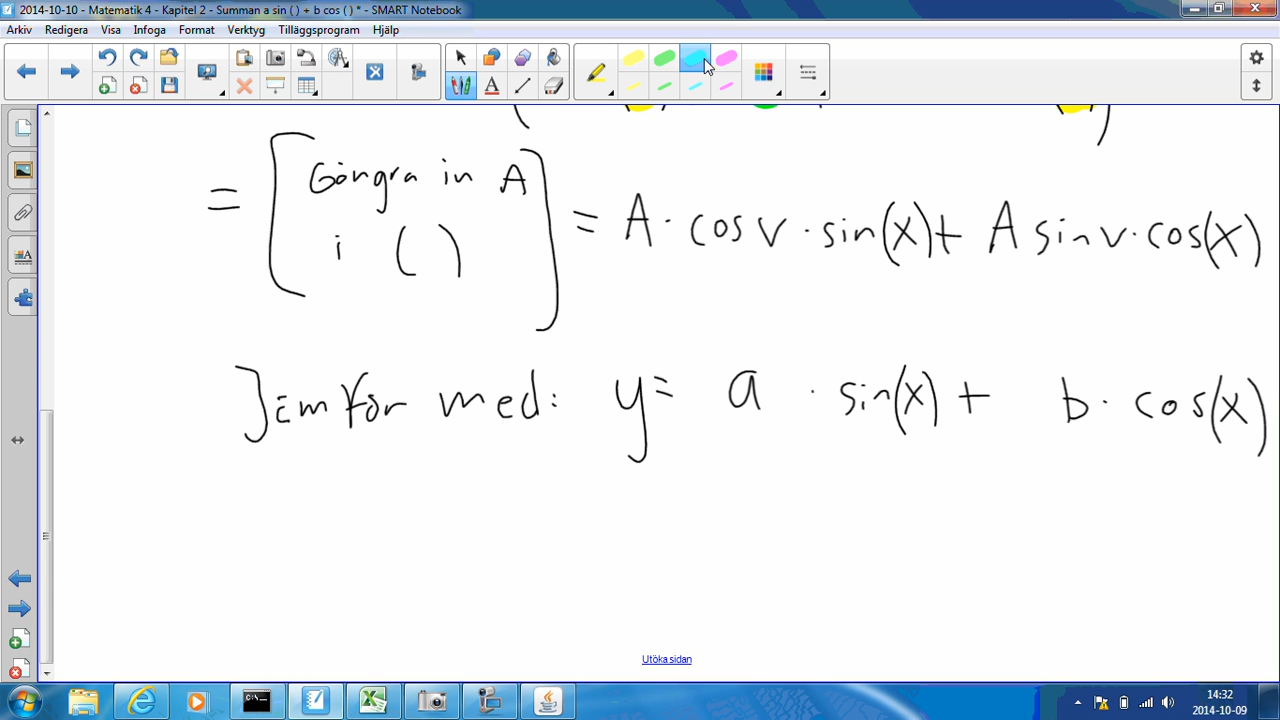 2014-10-10 - Matematik 4 - Kapitel 2 - Summan a sin ( ) + b cos ( ) * - SMART Notebook
Arkiv Redigera Visa Infoga Format Verktyg Tilläggsprogram Hjälp
= [Göngra in A i ( )] = A · cos v · sin(x) + A sin v · cos(x)
Jämför med: y = a · sin(x) + b · cos(x)
Utöka sidan
14:32
2014-10-09